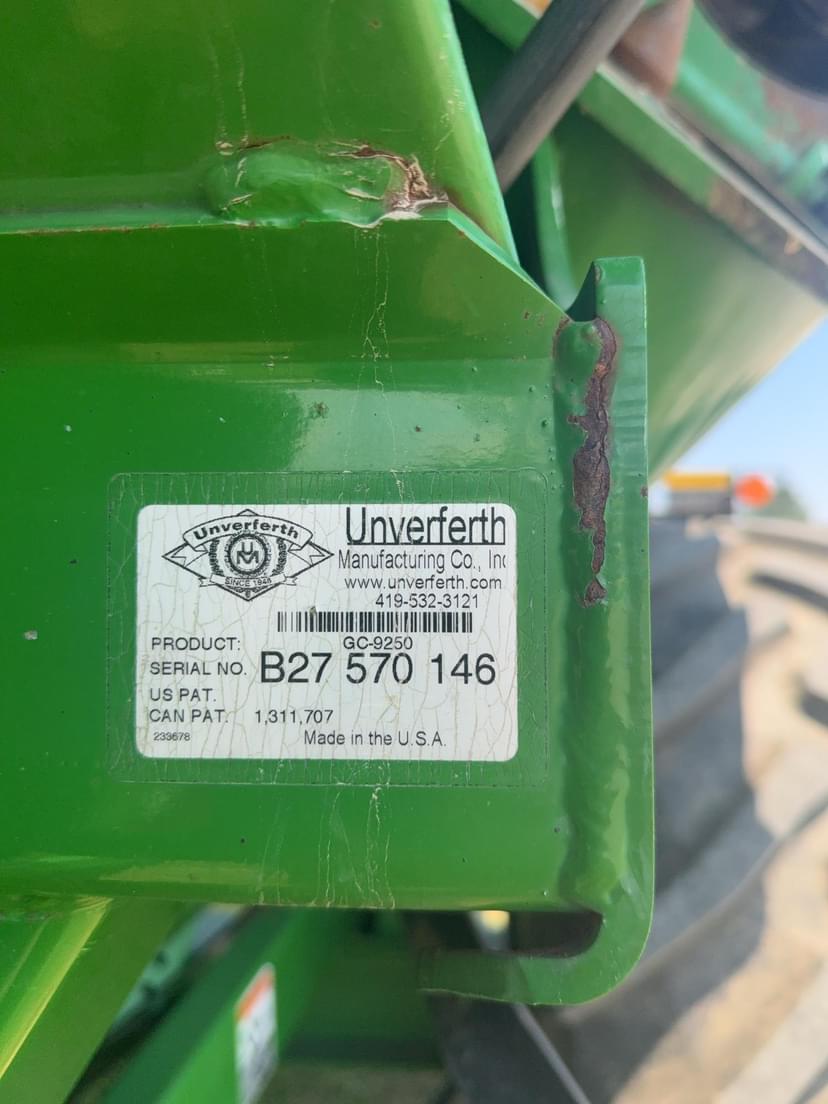 Unverferth
UM
SINCE 1948
Unverferth
Manufacturing Co., Inc
www.unverferth.com
419-532-3121
PRODUCT: GC-9250
SERIAL NO. B27 570 146
US PAT.
CAN PAT. 1,311,707
233678 Made in the U.S.A.